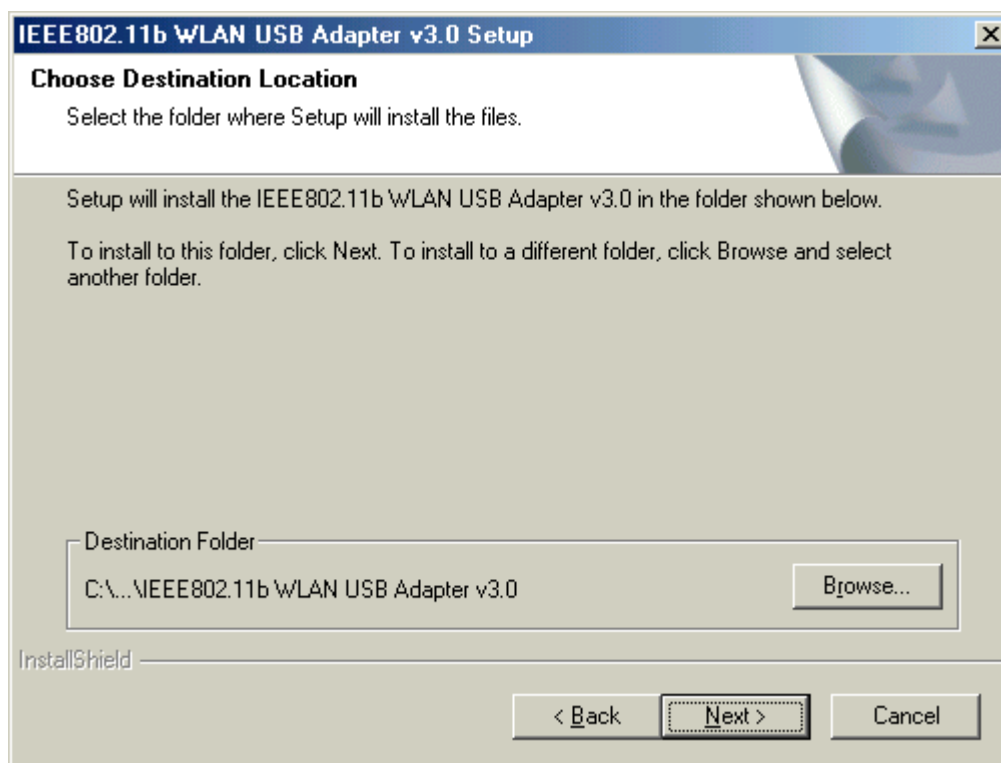 IEEE802.11b WLAN USB Adapter v3.0 Setup
Choose Destination Location
Select the folder where Setup will install the files.
Setup will install the IEEE802.11b WLAN USB Adapter v3.0 in the folder shown below.
To install to this folder, click Next. To install to a different folder, click Browse and select
another folder.
Destination Folder
C:\...\IEEE802.11b WLAN USB Adapter v3.0
Browse...
InstallShield
< Back
Next >
Cancel